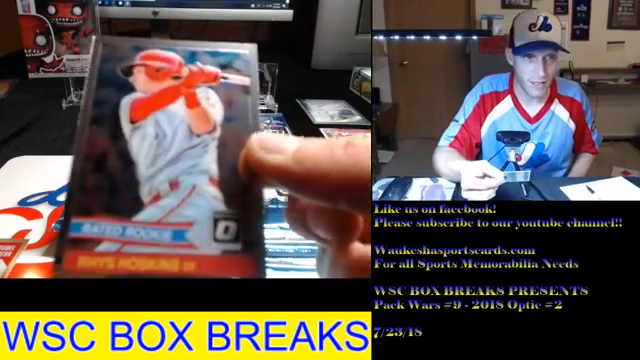 RATED ROOKIE
RHYS HOSKINS
WSC BOX BREAKS
Like us on facebook!
Please subscribe to our youtube channel!!
Waukeshasportscards.com
For all Sports Memorabilia Needs
WSC BOX BREAKS PRESENTS
Pack Wars #9 - 2018 Optic #2
7/23/18